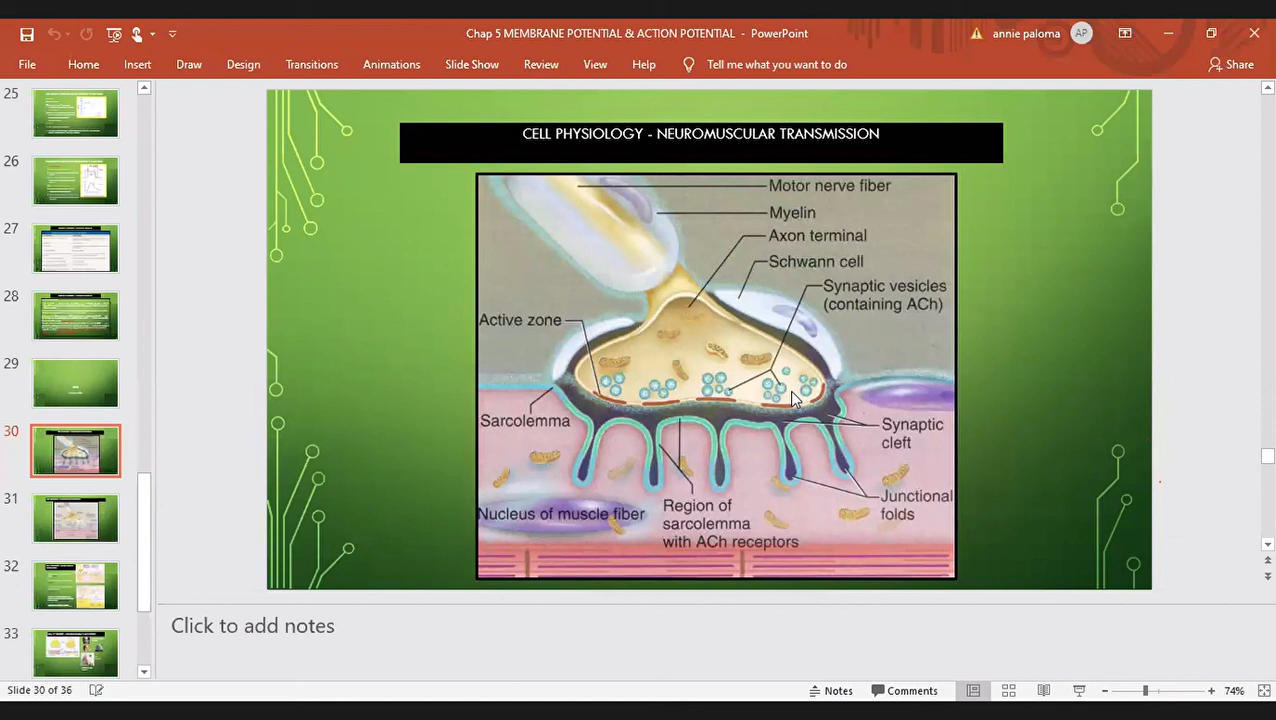 Chap 5 MEMBRANE POTENTIAL & ACTION POTENTIAL - PowerPoint
annie paloma
AP
File
Home
Insert
Draw
Design
Transitions
Animations
Slide Show
Review
View
Help
Tell me what you want to do
Share
25
26
27
28
29
30
31
32
33
CELL PHYSIOLOGY - NEUROMUSCULAR TRANSMISSION
Motor nerve fiber
Myelin
Axon terminal
Schwann cell
Synaptic vesicles
(containing ACh)
Active zone
Sarcolemma
Synaptic
cleft
Junctional
folds
Nucleus of muscle fiber
Region of
sarcolemma
with ACh receptors
Click to add notes
Slide 30 of 36
Notes
Comments
74%